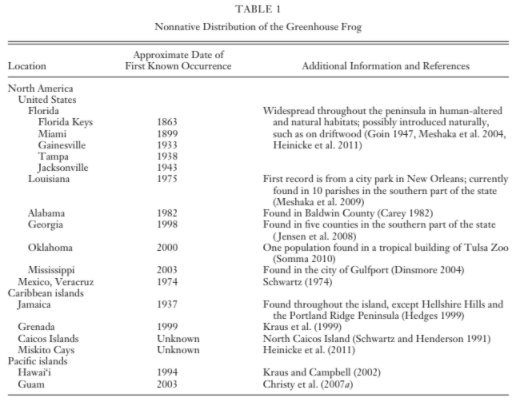 TABLE 1
Nonnative Distribution of the Greenhouse Frog
Location Approximate Date of First Known Occurrence Additional Information and References
North America
United States
Florida Widespread throughout the peninsula in human-altered
Florida Keys 1863 and natural habitats; possibly introduced naturally,
Miami 1899 such as on driftwood (Goin 1947, Meshaka et al. 2004,
Gainesville 1933 Heinicke et al. 2011)
Tampa 1938
Jacksonville 1943
Louisiana 1975 First record is from a city park in New Orleans; currently
found in 10 parishes in the southern part of the state
(Meshaka et al. 2009)
Alabama 1982 Found in Baldwin County (Carey 1982)
Georgia 1998 Found in five counties in the southern part of the state
(Jensen et al. 2008)
Oklahoma 2000 One population found in a tropical building of Tulsa Zoo
(Somma 2010)
Mississippi 2003 Found in the city of Gulfport (Dinsmore 2004)
Mexico, Veracruz 1974 Schwartz (1974)
Caribbean islands
Jamaica 1937 Found throughout the island, except Hellshire Hills and
the Portland Ridge Peninsula (Hedges 1999)
Grenada 1999 Kraus et al. (1999)
Caicos Islands Unknown North Caicos Island (Schwartz and Henderson 1991)
Miskito Cays Unknown Heinicke et al. (2011)
Pacific islands
Hawai‘i 1994 Kraus and Campbell (2002)
Guam 2003 Christy et al. (2007a)